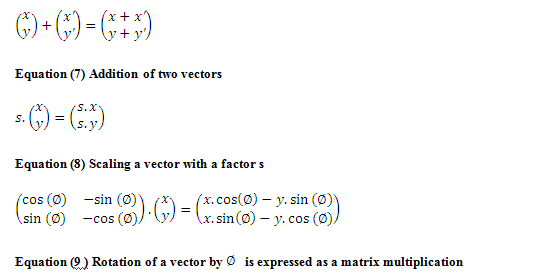 (x y) + (x′ y′) = (x + x′ y + y′)
Equation (7) Addition of two vectors
s. (x y) = (s.x s.y)
Equation (8) Scaling a vector with a factor s
(cos (∅) −sin (∅) sin (∅) −cos (∅)) . (x y) = (x.cos(∅) − y.sin (∅) x.sin(∅) − y.cos (∅))
Equation (9 ) Rotation of a vector by ∅ is expressed as a matrix multiplication